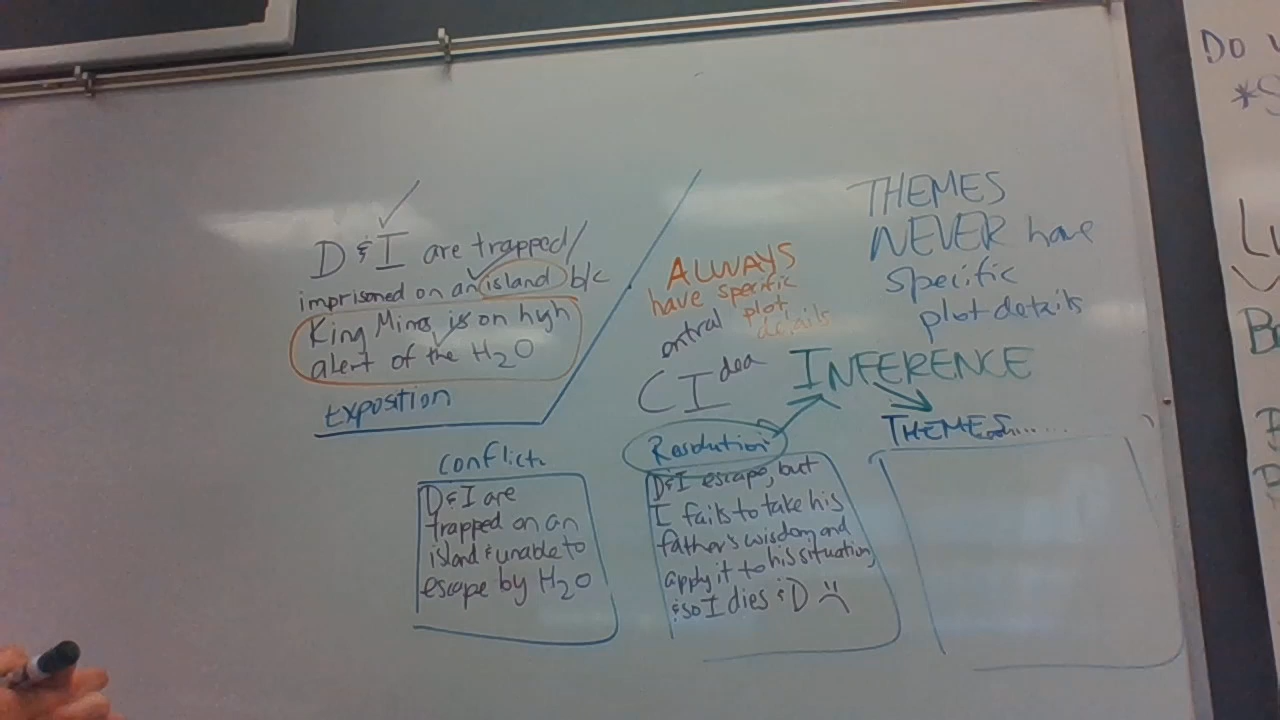 D & I are trapped/
imprisoned on an island b/c
King Minos is on high
alert of the H₂O
Exposition
Conflict
D & I are
trapped on an
island & unable to
escape by H₂O
ALWAYS
have specific
plot
details
entral
CI dea
Resolution
D&I escape, but
I fails to take his
father's wisdom and
apply it to his situation,
& so I dies & D :(
THEMES
NEVER have
specific
plot details
INFERENCE
THEMES
Do
*S